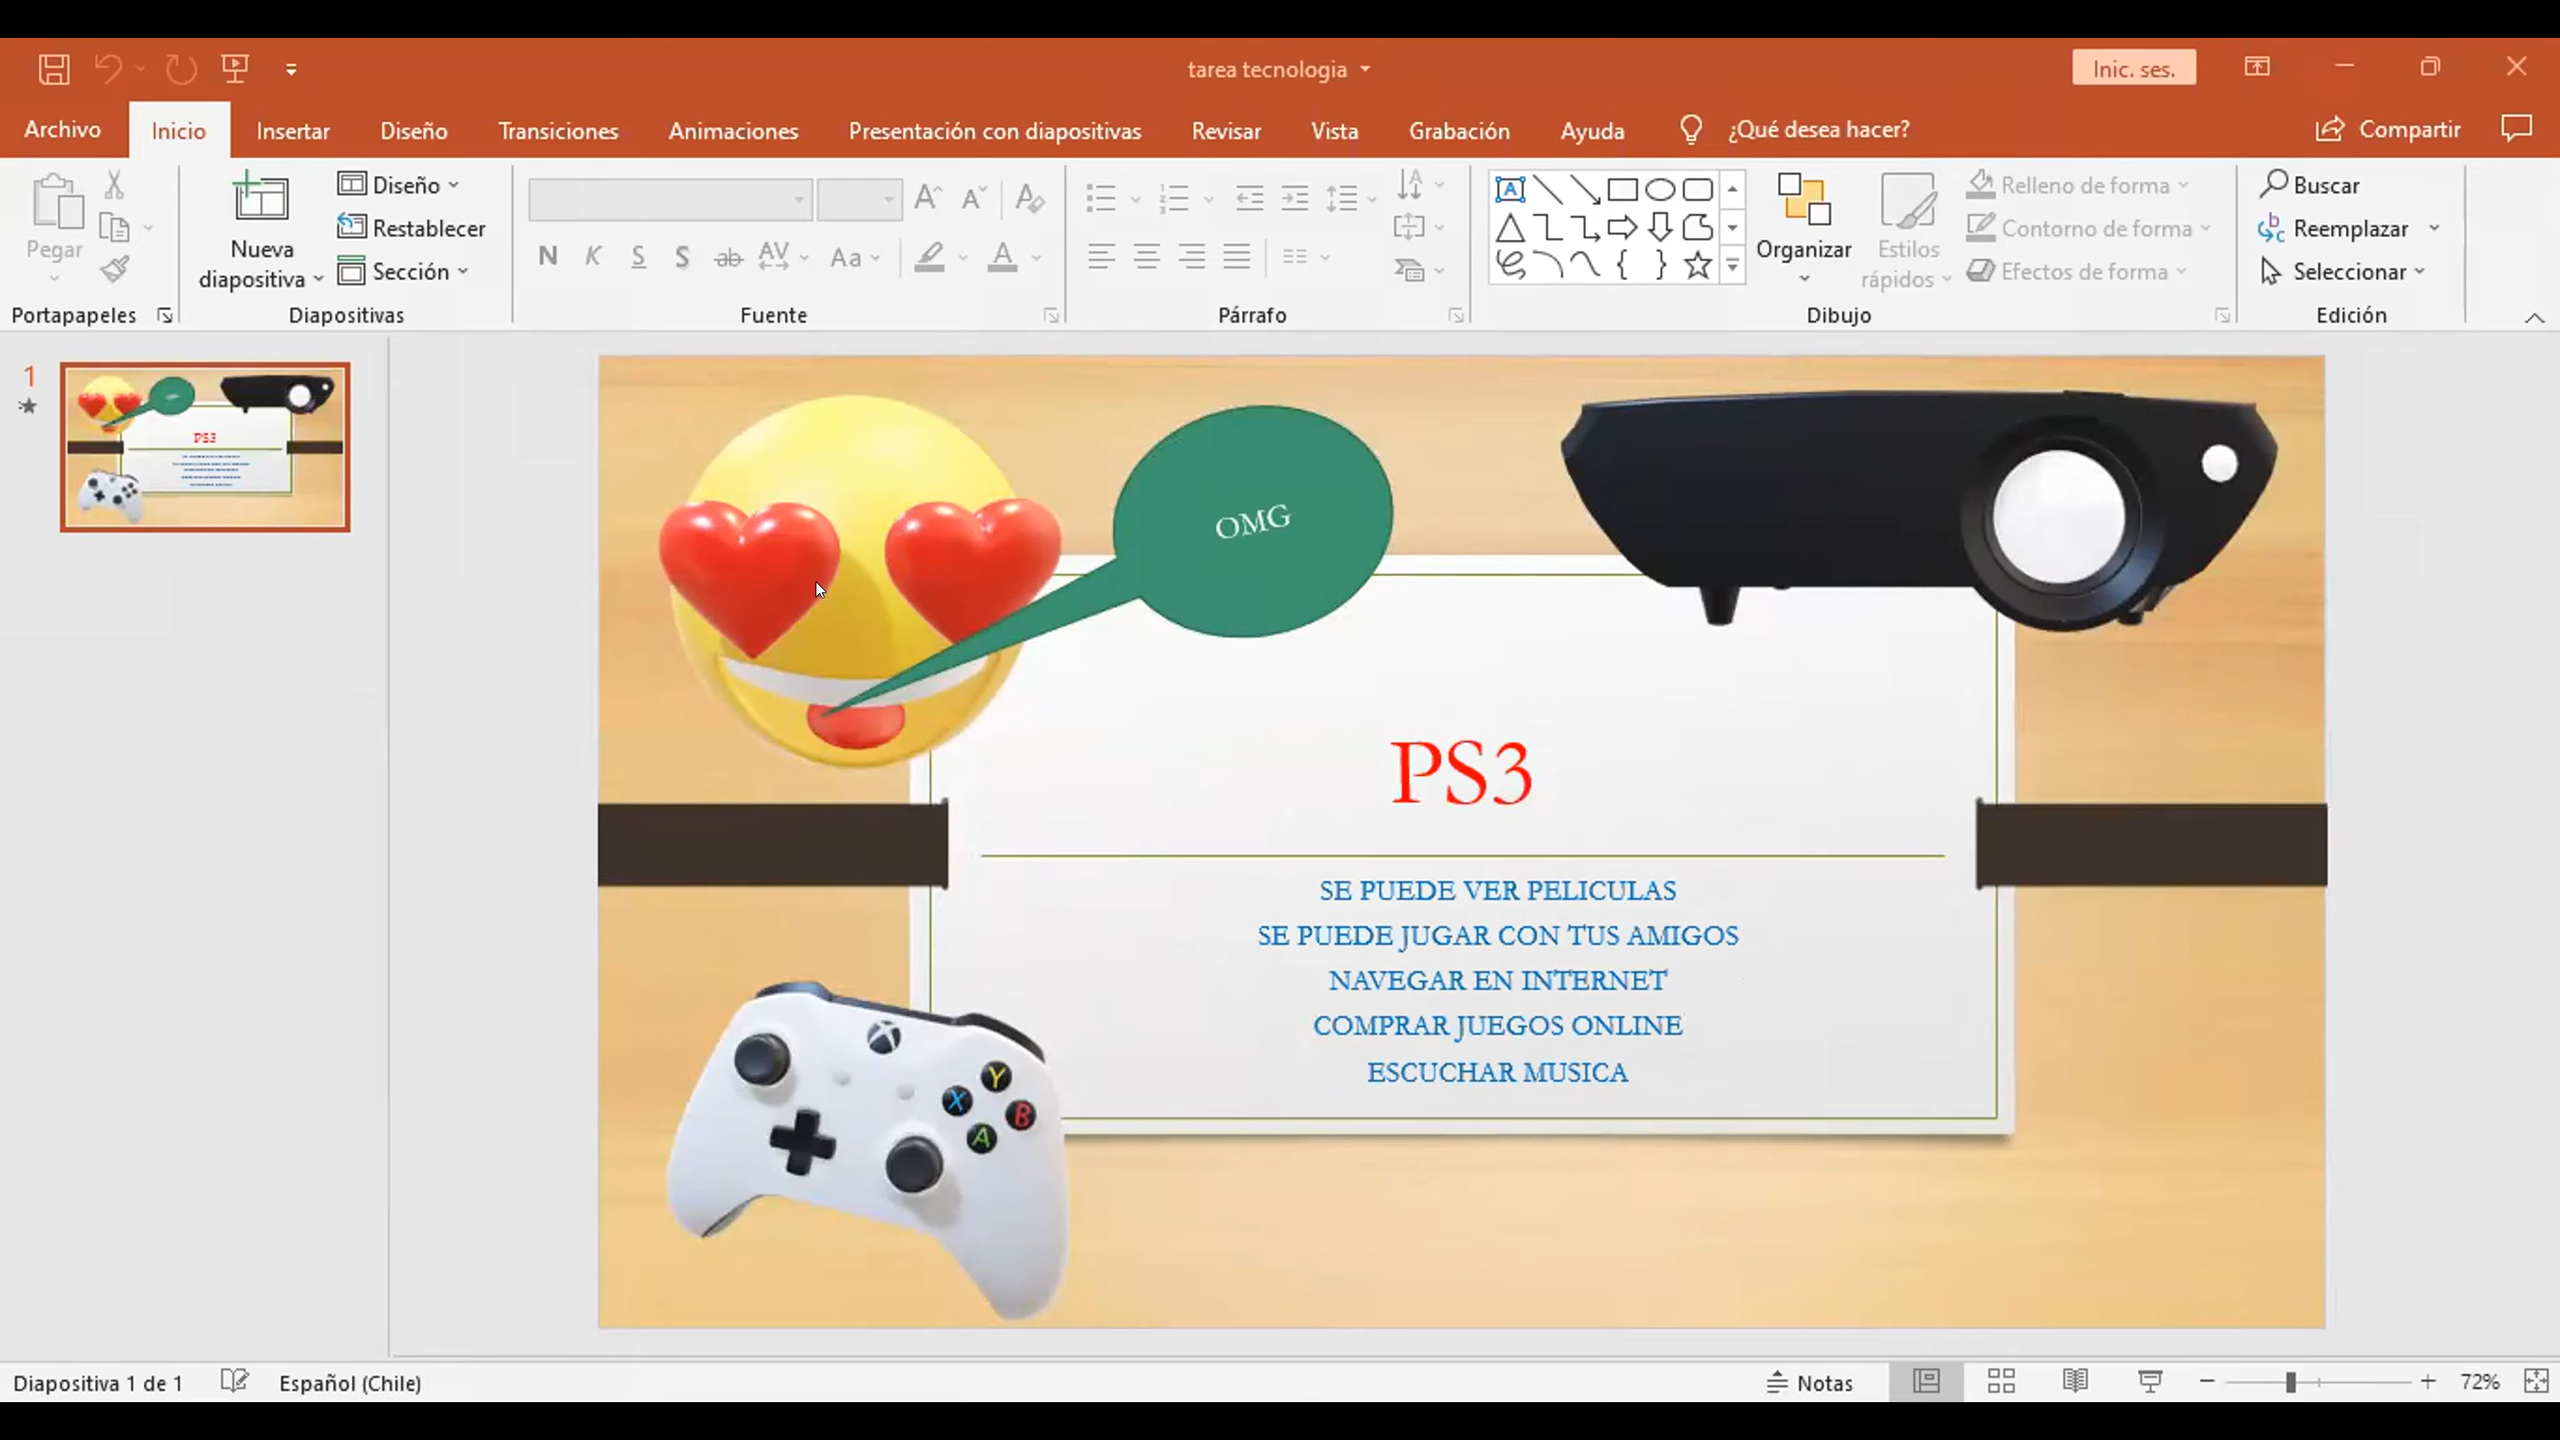 tarea tecnologia
Inic. ses.
Archivo
Inicio
Insertar
Diseño
Transiciones
Animaciones
Presentación con diapositivas
Revisar
Vista
Grabación
Ayuda
¿Qué desea hacer?
Compartir
Pegar
Nueva
diapositiva
Diseño
Restablecer
Sección
N K S S ab AV Aa A
Organizar
Estilos
rápidos
Relleno de forma
Contorno de forma
Efectos de forma
Buscar
Reemplazar
Seleccionar
Portapapeles
Diapositivas
Fuente
Párrafo
Dibujo
Edición
1
PS3
OMG
PS3
SE PUEDE VER PELICULAS
SE PUEDE JUGAR CON TUS AMIGOS
NAVEGAR EN INTERNET
COMPRAR JUEGOS ONLINE
ESCUCHAR MUSICA
Y
X
B
A
Diapositiva 1 de 1
Español (Chile)
Notas
72%